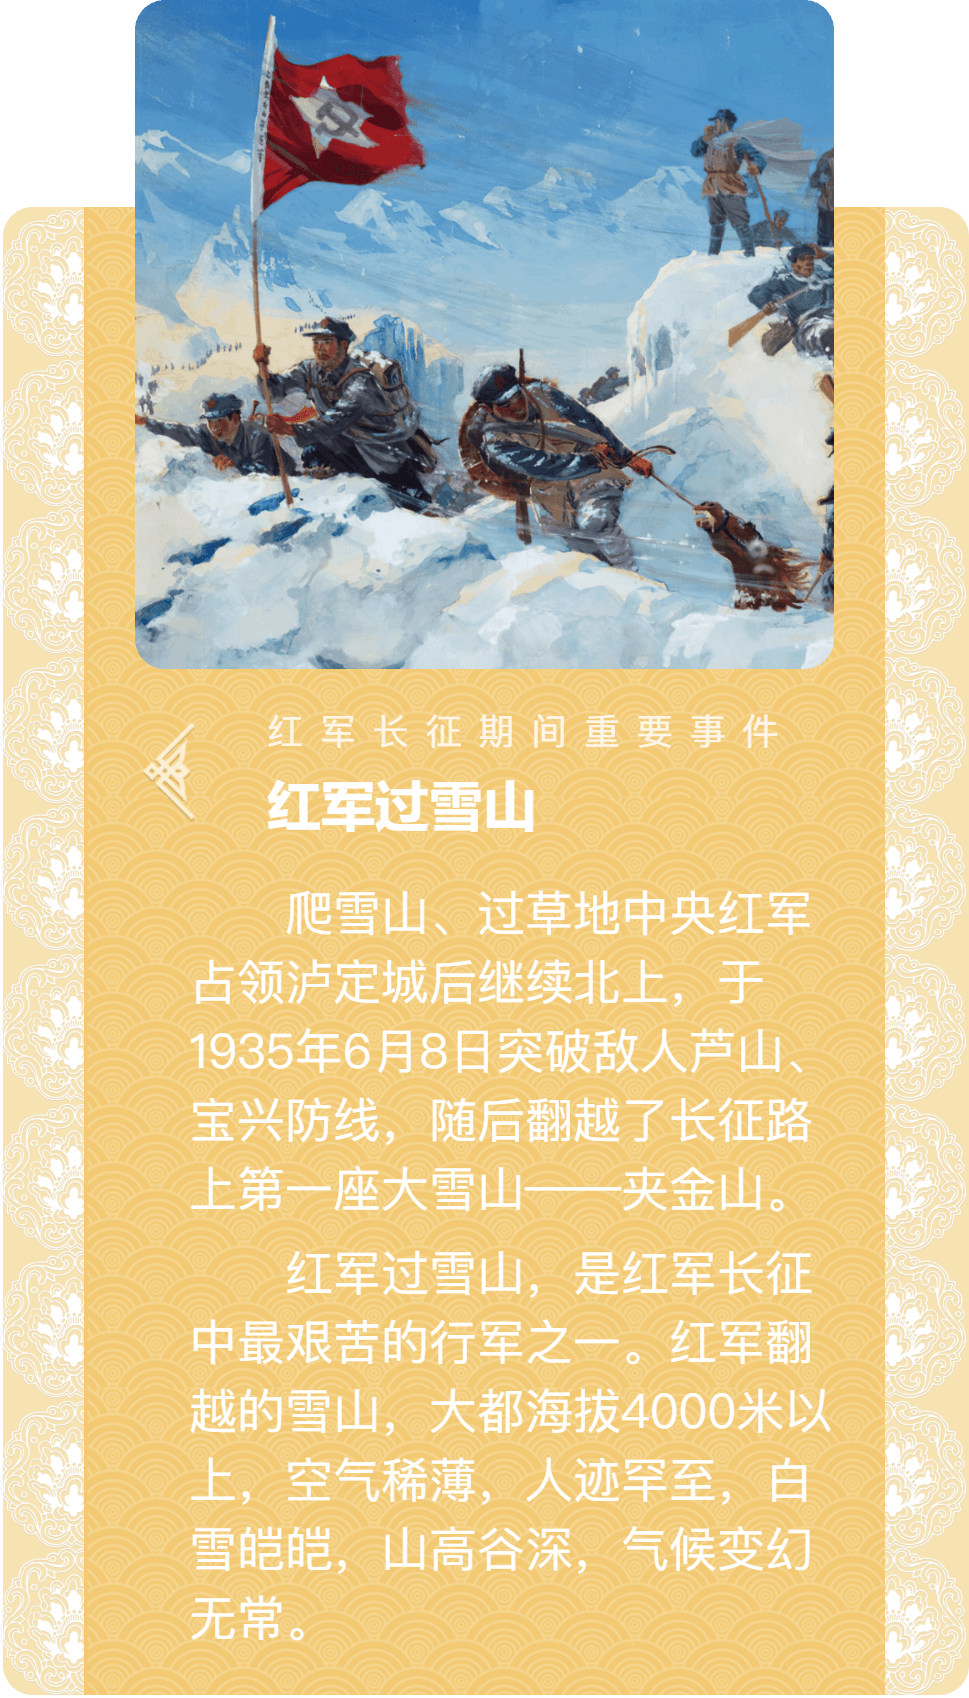 红军长征期间重要事件
红军过雪山
爬雪山、过草地中央红军
占领泸定城后继续北上，于
1935年6月8日突破敌人芦山、
宝兴防线，随后翻越了长征路
上第一座大雪山——夹金山。
红军过雪山，是红军长征
中最艰苦的行军之一。红军翻
越的雪山，大都海拔4000米以
上，空气稀薄，人迹罕至，白
雪皑皑，山高谷深，气候变幻
无常。